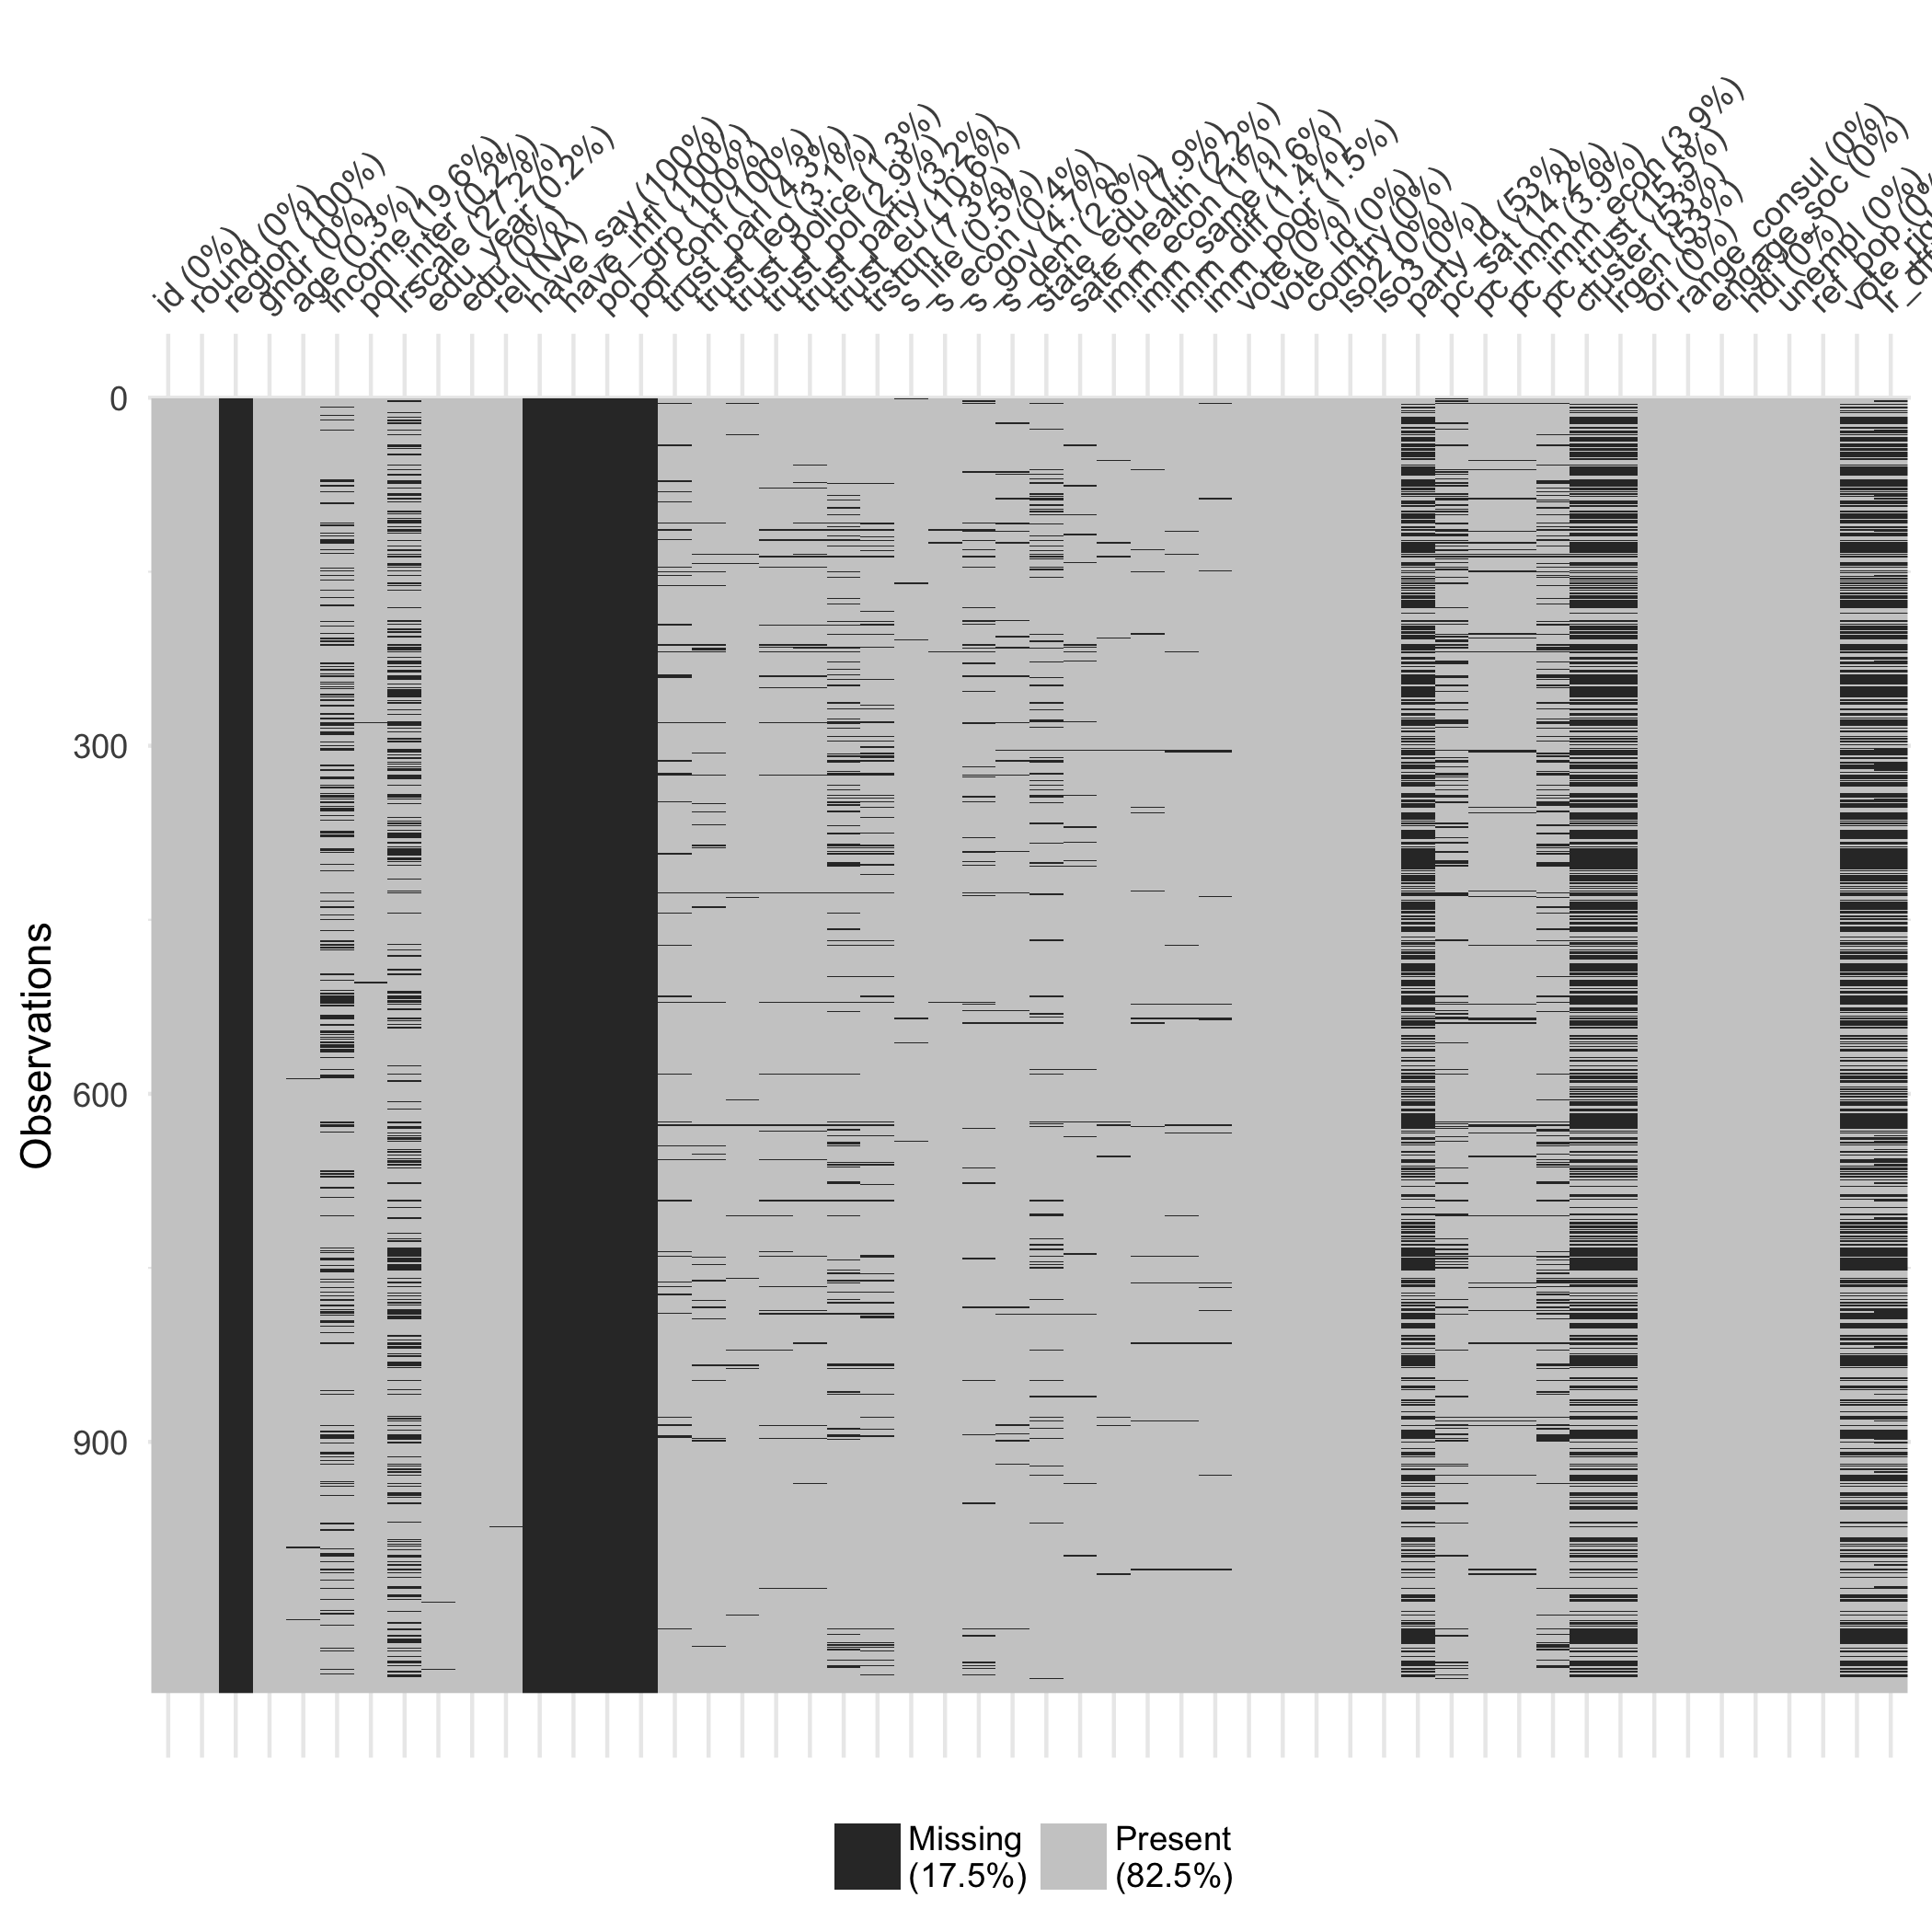 id (0%)
round (0%)
region (100%)
gndr (0%)
age (0.3%)
income (19.6%)
pol_inter (0.2%)
lrscale (27.2%)
edu_year (0.2%)
edu (0%)
rel (NA)
have_say (100%)
have_infl (100%)
pol_grp (100%)
pol_conf (100%)
trust_parl (4.3%)
trust_leg (3.1%)
trust_police (1.3%)
trust_pol (2.9%)
trust_party (3.2%)
trust_eu (10.6%)
trstun (7.3%)
s_life (0.5%)
s_econ (0.4%)
s_gov (4.7%)
s_dem (2.6%)
state_edu (7.9%)
sate_health (2.2%)
imm_econ (1%)
imm_same (1.6%)
imm_diff (1.4%)
imm_por (1.5%)
vote (0%)
vote_id (0%)
country (0%)
iso2 (0%)
iso3 (0%)
party_id (53%)
pc_sat (14.2%)
pc_imm (3.9%)
pc_imm_econ (3.9%)
pc_trust (15.5%)
cluster (53%)
lrgen (53%)
ori (0%)
range_consul (0%)
engage_soc (0%)
hdi (0%)
unempl (0%)
ref_pop
vote
lr
0
300
600
900
Observations
Missing
(17.5%)
Present
(82.5%)